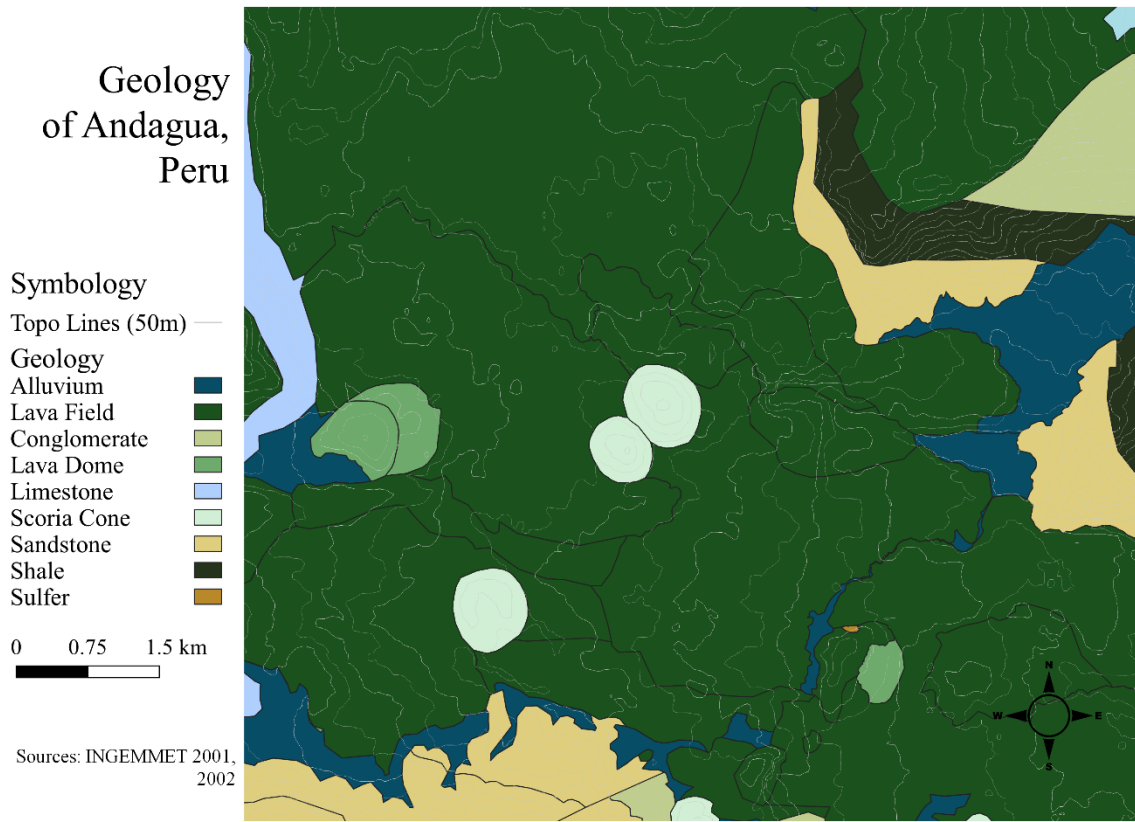 Geology
of Andagua,
Peru
Symbology
Topo Lines (50m)
Geology
Alluvium
Lava Field
Conglomerate
Lava Dome
Limestone
Scoria Cone
Sandstone
Shale
Sulfer
0 0.75 1.5 km
Sources: INGEMMET 2001,
2002
N
W E
S